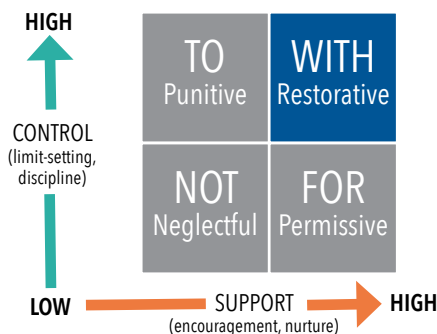 HIGH
TO
Punitive
WITH
Restorative
CONTROL
(limit-setting,
discipline)
NOT
Neglectful
FOR
Permissive
LOW
SUPPORT
(encouragement, nurture)
HIGH